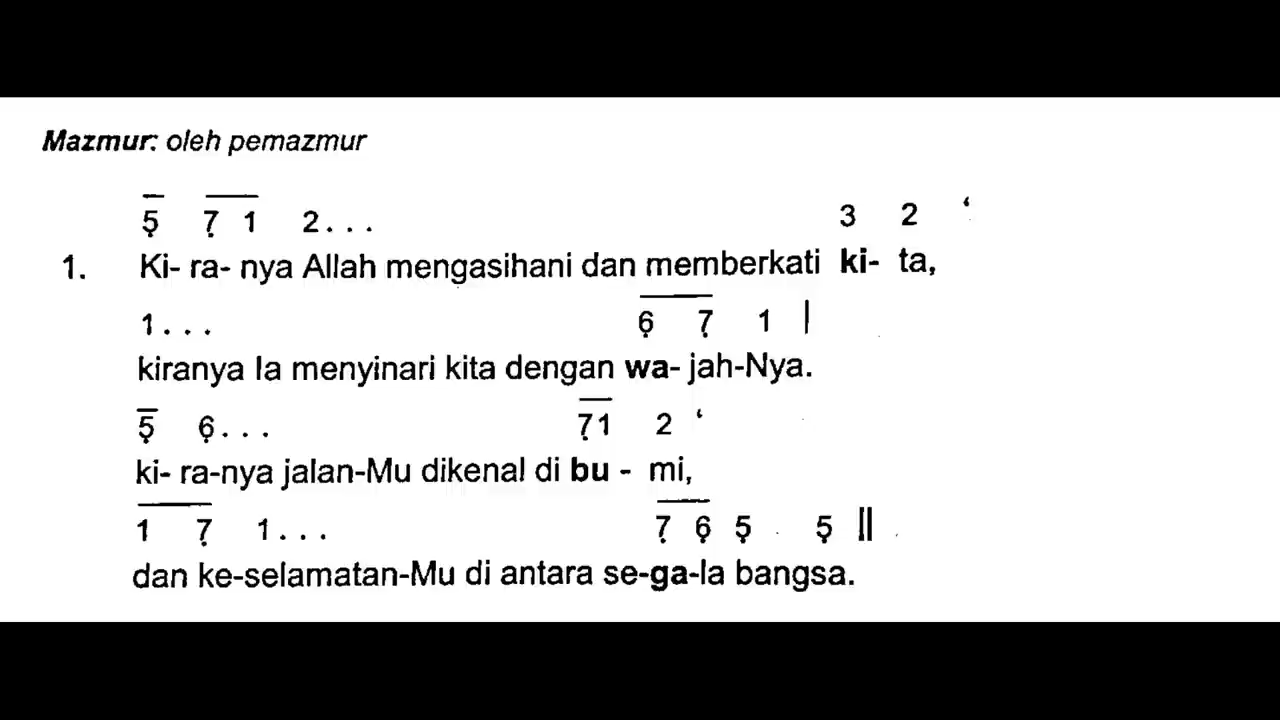 Mazmur: oleh pemazmur
5̣ 7̣ 1 2... 3 2 ‘
1. Ki- ra- nya Allah mengasihani dan memberkati ki- ta,
1... 6̣ 7̣ 1 |
kiranya Ia menyinari kita dengan wa- jah-Nya.
5̣ 6̣... 7̣1 2 ‘
ki- ra-nya jalan-Mu dikenal di bu - mi,
1 7̣ 1... 7̣ 6̣ 5̣ 5̣ ||
dan ke-selamatan-Mu di antara se-ga-la bangsa.